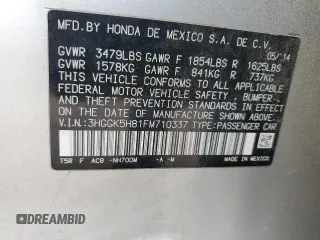 MFD.BY HONDA DE MEXICO S.A. DE C.V.
05/14
GVWR 3479LBS GAWR F 1854LBS R 1625LBS
GVWR 1578KG GAWR F 841KG R 737KG
THIS VEHICLE CONFORMS TO ALL APPLICABLE
FEDERAL MOTOR VEHICLE SAFETY, BUMPER,
AND THEFT PREVENTION STANDARDS IN EFFECT
ON THE DATE OF MANUFACTURE SHOWN ABOVE.
V.I.N.:3HGGK5H81FM710337 TYPE:PASSENGER CAR
T5R F AC8 -NH700M -A -M
MADE IN MEXICO
DREAMBID